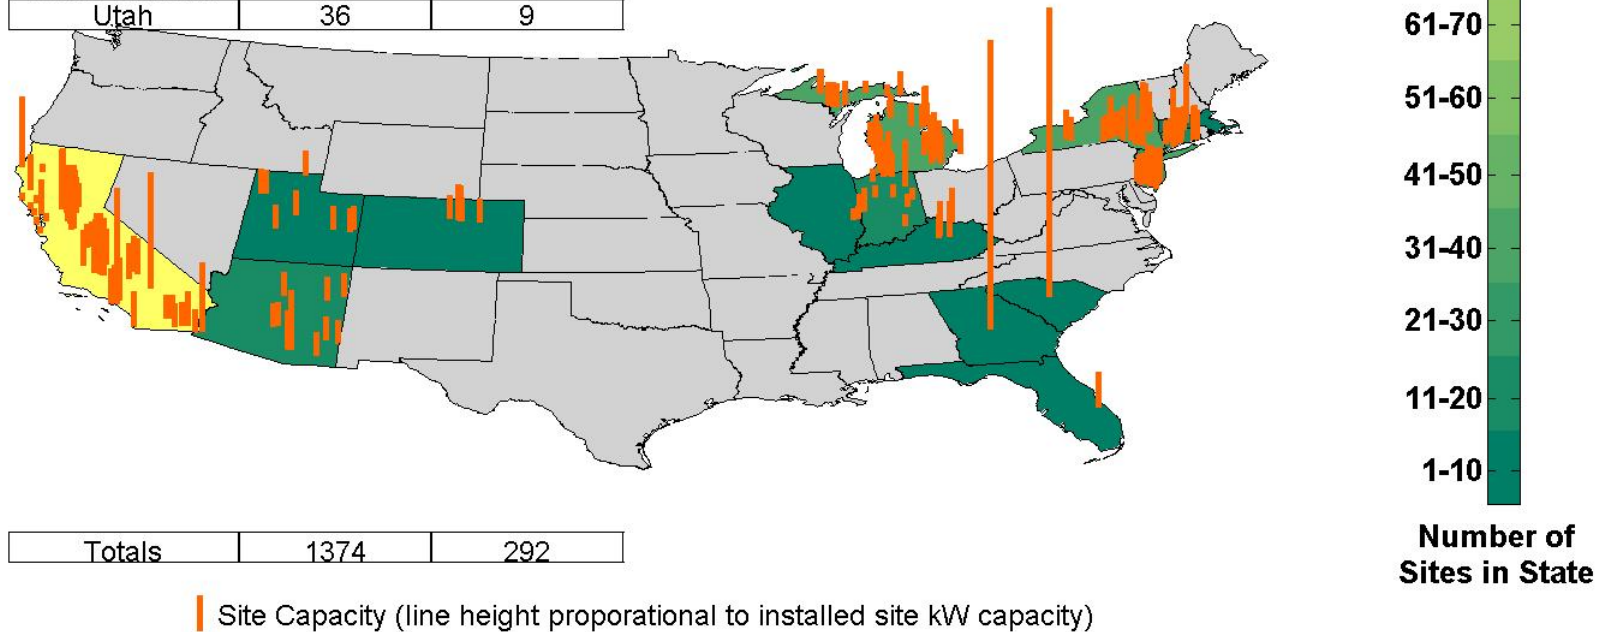 Utah 36 9
61-70
51-60
41-50
31-40
21-30
11-20
1-10
Number of
Sites in State
Totals 1374 292
Site Capacity (line height proporational to installed site kW capacity)